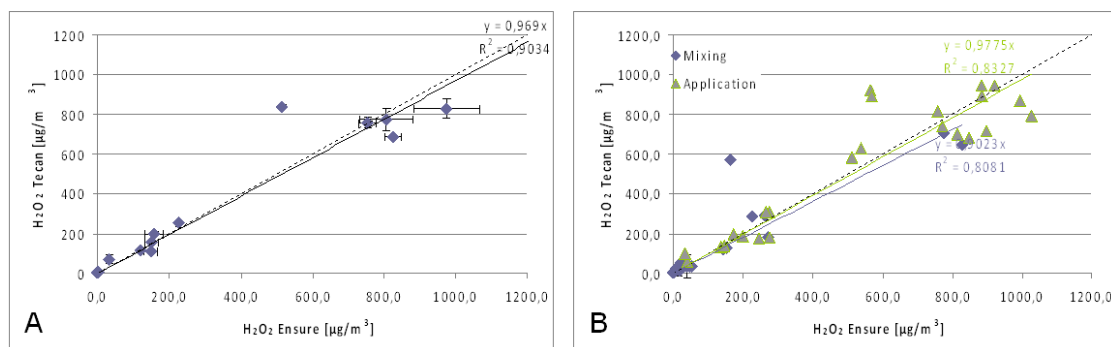 y = 0,969x
R² = 0,9034
1200
1000
800
600
400
200
0
0,0
200,0
400,0
600,0
800,0
1000,0
1200,0
H₂O₂ Tecan [µg/m³]
H₂O₂ Ensure [µg/m³]
A
1200,0
1000,0
800,0
600,0
400,0
200,0
0,0
Mixing
Application
y = 0,9775x
R² = 0,8327
y = 0,9023x
R² = 0,8081
0,0
200,0
400,0
600,0
800,0
1000,0
1200,0
H₂O₂ Tecan [µg/m³]
H₂O₂ Ensure [µg/m³]
B